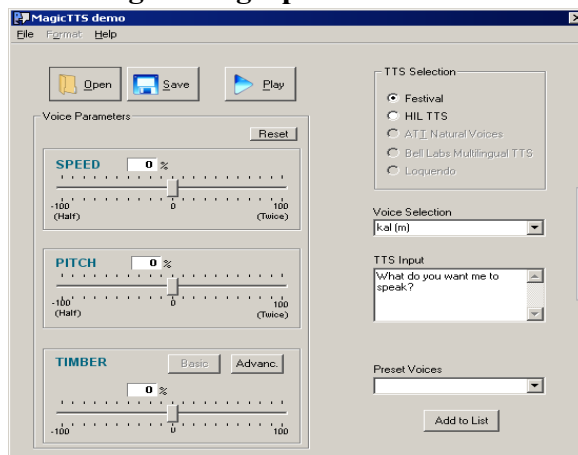 MagicTTS demo
File Format Help
Open Save Play
Voice Parameters
Reset
SPEED 0 %
-100 0 100
(Half) (Twice)
PITCH 0 %
-100 0 100
(Half) (Twice)
TIMBER Basic Advanc.
0 %
-100 0 100
TTS Selection
Festival
HIL TTS
ATT Natural Voices
Bell Labs Multilingual TTS
Loquendo
Voice Selection
kal (m)
TTS Input
What do you want me to
speak?
Preset Voices
Add to List